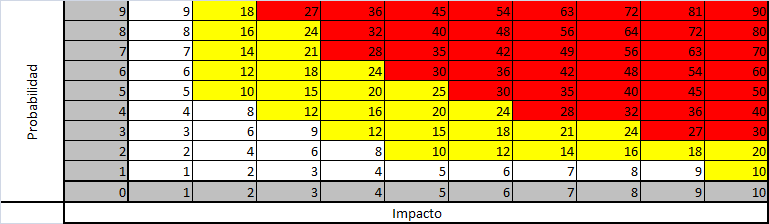 Probabilidad
9 9 18 27 36 45 54 63 72 81 90
8 8 16 24 32 40 48 56 64 72 80
7 7 14 21 28 35 42 49 56 63 70
6 6 12 18 24 30 36 42 48 54 60
5 5 10 15 20 25 30 35 40 45 50
4 4 8 12 16 20 24 28 32 36 40
3 3 6 9 12 15 18 21 24 27 30
2 2 4 6 8 10 12 14 16 18 20
1 1 2 3 4 5 6 7 8 9 10
0 1 2 3 4 5 6 7 8 9 10
Impacto